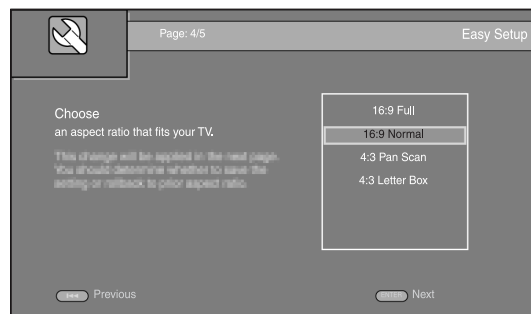 Page: 4/5
Easy Setup
Choose
an aspect ratio that fits your TV.
This change will be applied in the next page.
You should determine whether to save the
setting or rollback to prior aspect ratio.
16:9 Full
16:9 Normal
4:3 Pan Scan
4:3 Letter Box
Previous
ENTER Next